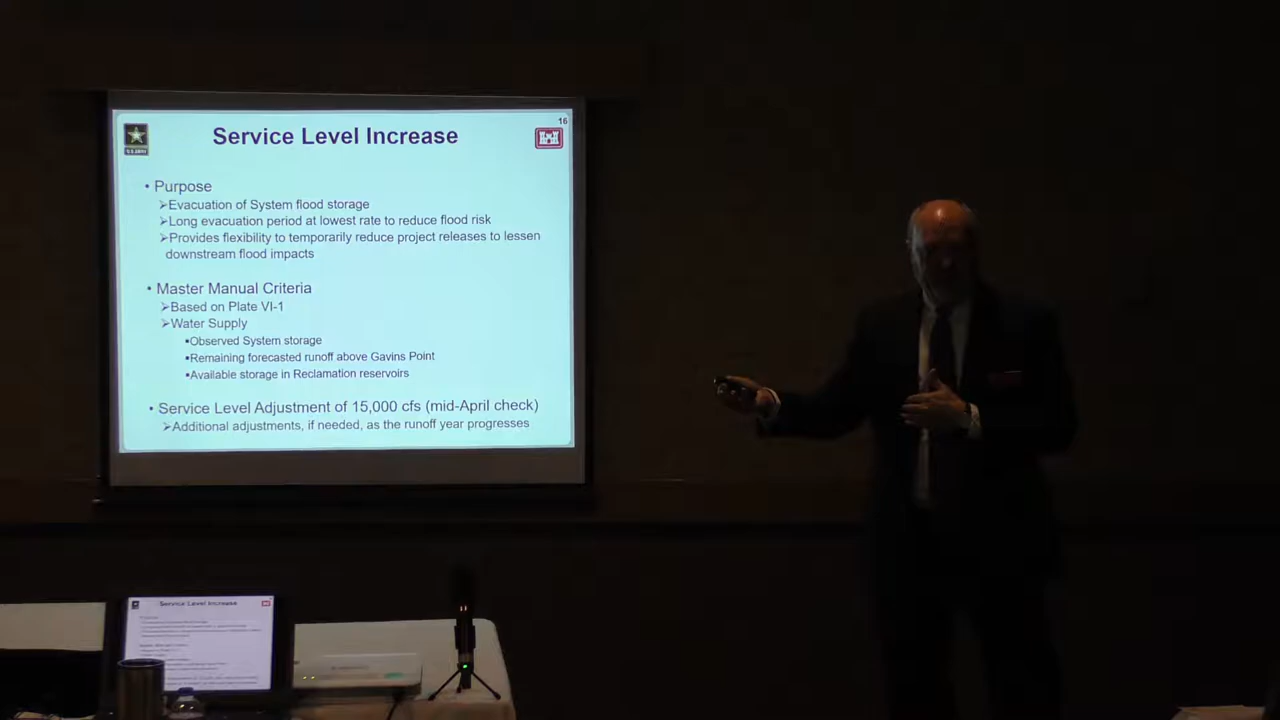 16
Service Level Increase
U.S. ARMY
• Purpose
➢Evacuation of System flood storage
➢Long evacuation period at lowest rate to reduce flood risk
➢Provides flexibility to temporarily reduce project releases to lessen
downstream flood impacts
• Master Manual Criteria
➢Based on Plate VI-1
➢Water Supply
▪Observed System storage
▪Remaining forecasted runoff above Gavins Point
▪Available storage in Reclamation reservoirs
• Service Level Adjustment of 15,000 cfs (mid-April check)
➢Additional adjustments, if needed, as the runoff year progresses
Service Level Increase